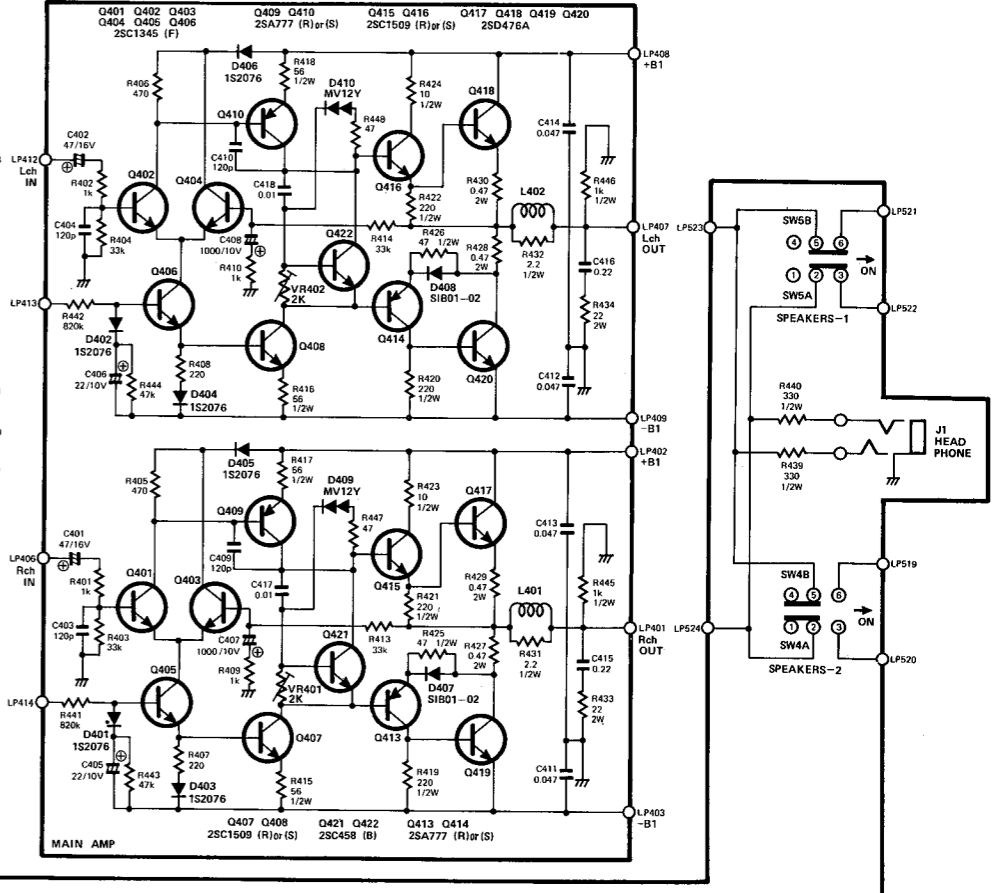 Q401 Q402 Q403
Q404 Q405 Q406
2SC1345 (F)
Q409 Q410
2SA777 (R)or(S)
Q415 Q416
2SC1509 (R)or(S)
Q417 Q418 Q419 Q420
2SD476A
LP408
+B1
D406
1S2076
R418
56
1/2W
R406
470
D410
MV12Y
R424
10
1/2W
Q418
Q410
R448
47
C414
0.047
C402
47/16V
LP412
Lch
IN
C410
120p
R402
1k
Q402
Q404
C418
0.01
Q416
R422
220
1/2W
R430
0.47
2W
L402
R446
1k
1/2W
C404
120p
R404
33k
C408
1000/10V
R414
33k
R426
47 1/2W
R428
0.47
2W
LP407
Lch
OUT
Q422
R410
1k
R432
2.2
1/2W
C416
0.22
Q406
VR402
2K
D408
SIB01-02
LP413
R442
820k
R434
22
2W
D402
1S2076
Q408
Q414
Q420
C406
22/10V
R444
47k
R408
220
D404
1S2076
R416
56
1/2W
R420
220
1/2W
C412
0.047
LP409
-B1
LP402
+B1
D405
1S2076
R417
56
1/2W
R405
470
D409
MV12Y
R423
10
1/2W
Q417
Q409
R447
47
C413
0.047
C401
47/16V
LP406
Rch
IN
C409
120p
R401
1k
Q401
Q403
C417
0.01
Q415
R421
220
1/2W
R429
0.47
2W
L401
R445
1k
1/2W
C403
120p
R403
33k
C407
1000/10V
R413
33k
R425
47 1/2W
R427
0.47
2W
LP401
Rch
OUT
Q421
R409
1k
R431
2.2
1/2W
C415
0.22
Q405
VR401
2K
D407
SIB01-02
LP414
R441
820k
R433
22
2W
D401
1S2076
Q407
Q413
Q419
C405
22/10V
R443
47k
R407
220
D403
1S2076
R415
56
1/2W
R419
220
1/2W
C411
0.047
LP403
-B1
Q407 Q408
2SC1509 (R)or(S)
Q421 Q422
2SC458 (B)
Q413 Q414
2SA777 (R)or(S)
MAIN AMP
LP523
LP521
SW5B
4 5 6
ON
1 2 3
SW5A
SPEAKERS-1
LP522
R440
330
1/2W
J1
HEAD
PHONE
R439
330
1/2W
LP519
SW4B
4 5 6
ON
1 2 3
SW4A
SPEAKERS-2
LP524
LP520